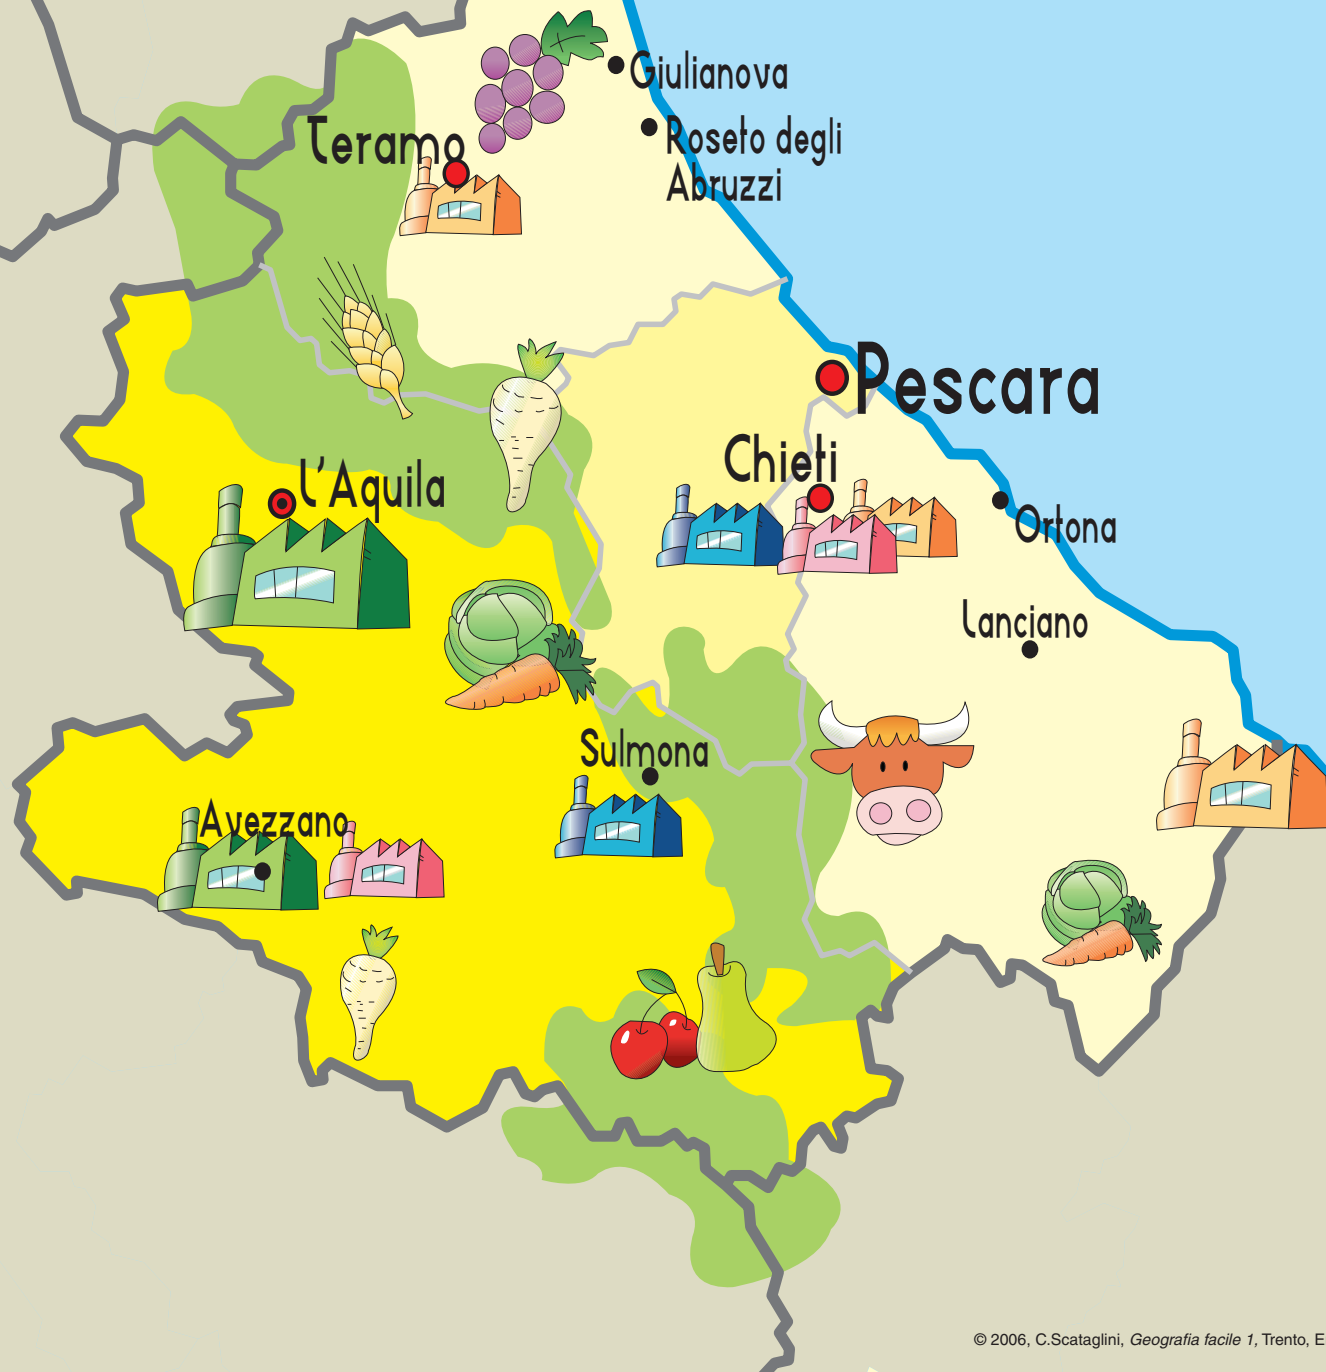 Giulianova
Roseto degli
Abruzzi
Teramo
Pescara
Chieti
L'Aquila
Ortona
Lanciano
Sulmona
Avezzano
© 2006, C.Scataglini, Geografia facile 1, Trento, E